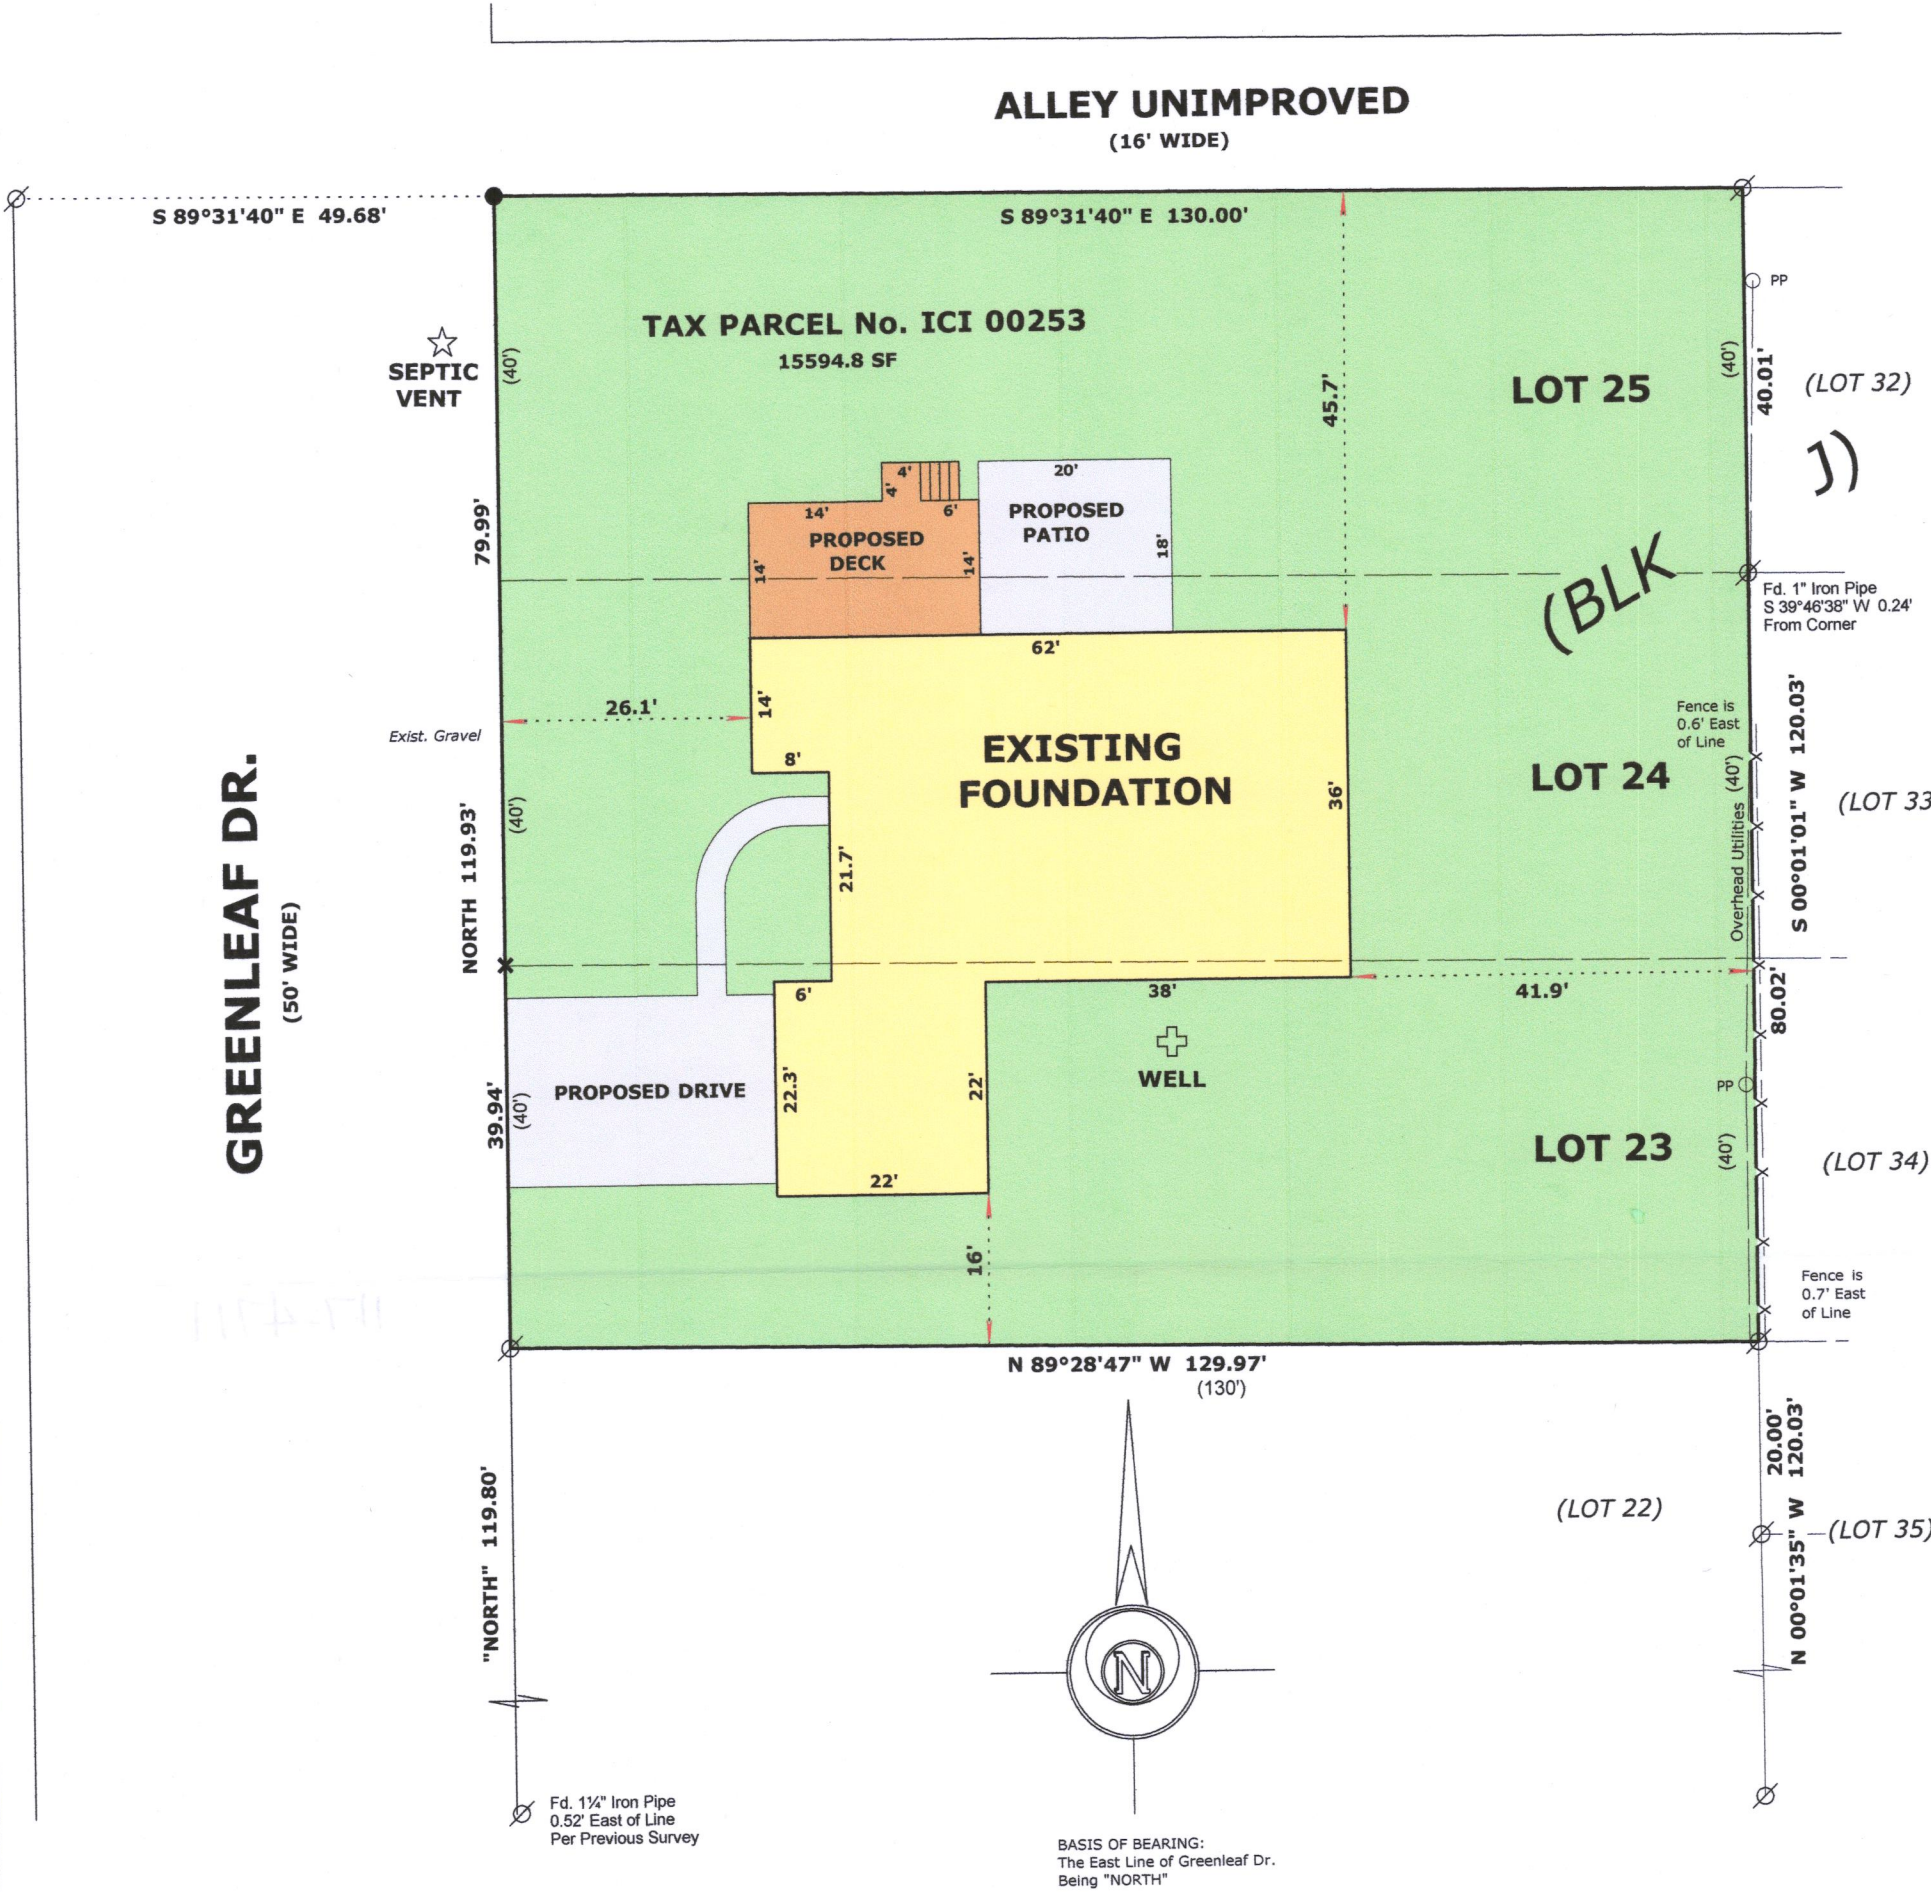 ALLEY UNIMPROVED
(16' WIDE)
S 89°31'40" E 49.68'
S 89°31'40" E 130.00'
PP
TAX PARCEL No. ICI 00253
15594.8 SF
SEPTIC
VENT
(40')
45.7'
(40')
40.01'
LOT 25
(LOT 32)
(BLK J)
79.99'
4'
4'
14'
6'
PROPOSED
DECK
14'
14'
20'
PROPOSED
PATIO
18'
Fd. 1" Iron Pipe
S 39°46'38" W 0.24'
From Corner
62'
26.1'
14'
Exist. Gravel
8'
EXISTING
FOUNDATION
36'
Fence is
0.6' East
of Line
LOT 24
(40')
Overhead Utilities
S 00°01'01" W 120.03'
(LOT 33
GREENLEAF DR.
(50' WIDE)
NORTH 119.93'
(40')
21.7'
6'
38'
41.9'
80.02'
WELL
PROPOSED DRIVE
39.94'
(40')
22.3'
22'
PP
LOT 23
(40')
(LOT 34)
22'
16'
Fence is
0.7' East
of Line
N 89°28'47" W 129.97'
(130')
"NORTH" 119.80'
(LOT 22)
20.00'
N 00°01'35" W 120.03'
(LOT 35)
N
Fd. 1¼" Iron Pipe
0.52' East of Line
Per Previous Survey
BASIS OF BEARING:
The East Line of Greenleaf Dr.
Being "NORTH"